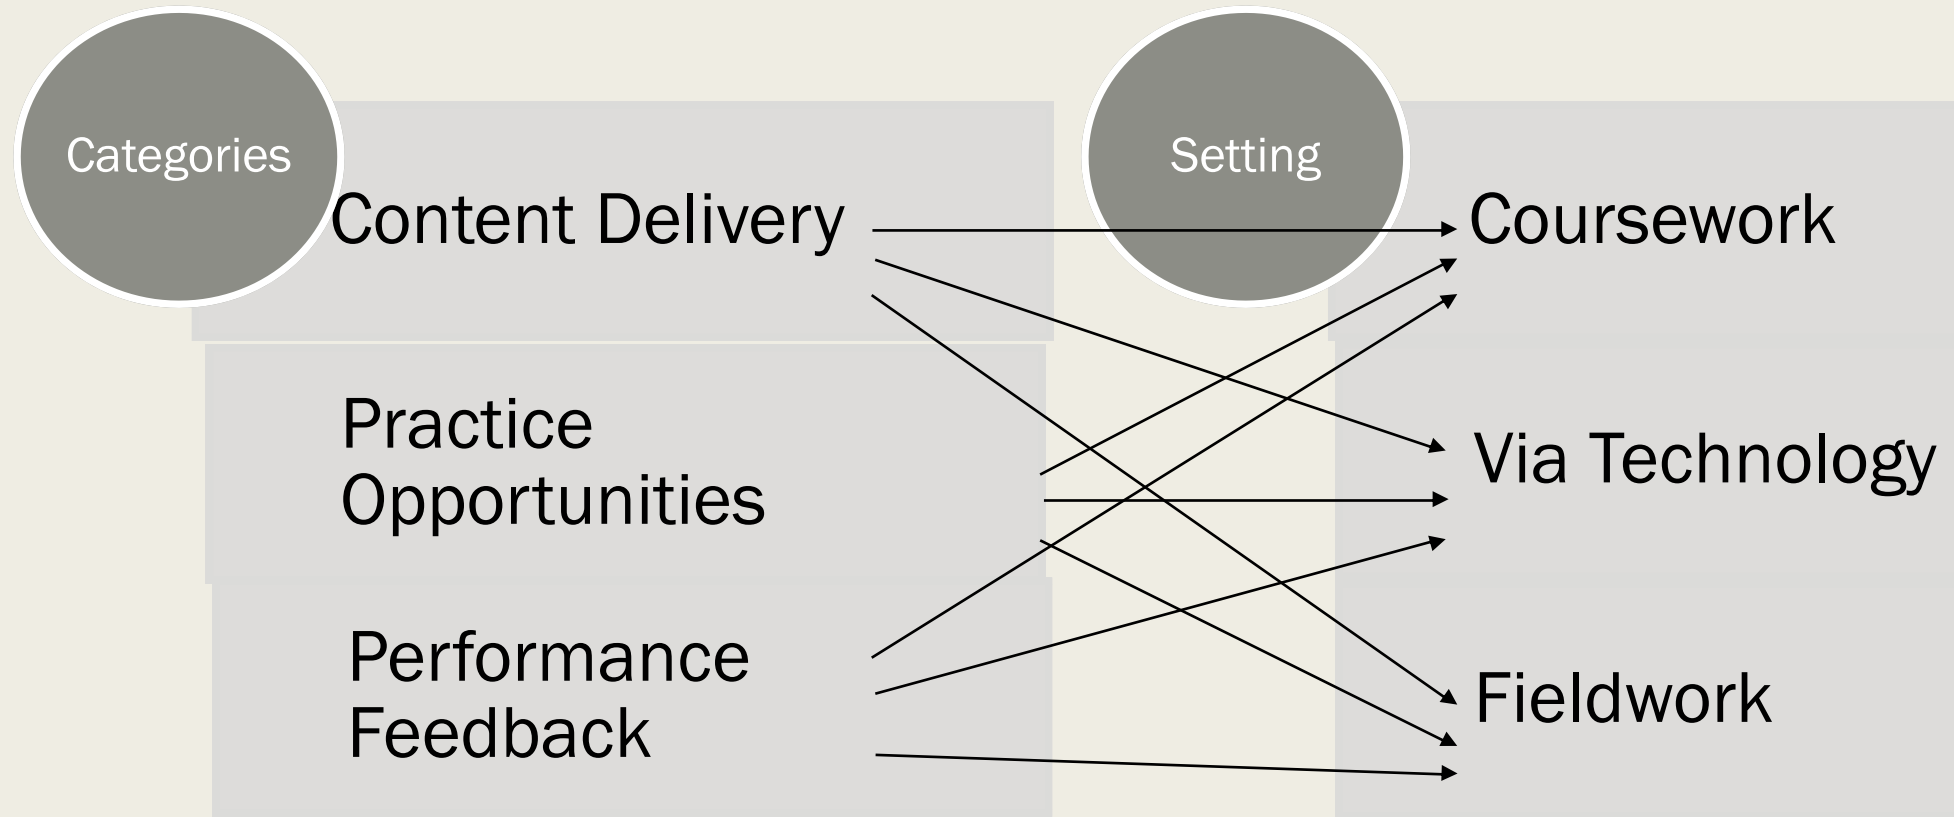 Categories
Content Delivery
Practice
Opportunities
Performance
Feedback
Setting
Coursework
Via Technology
Fieldwork